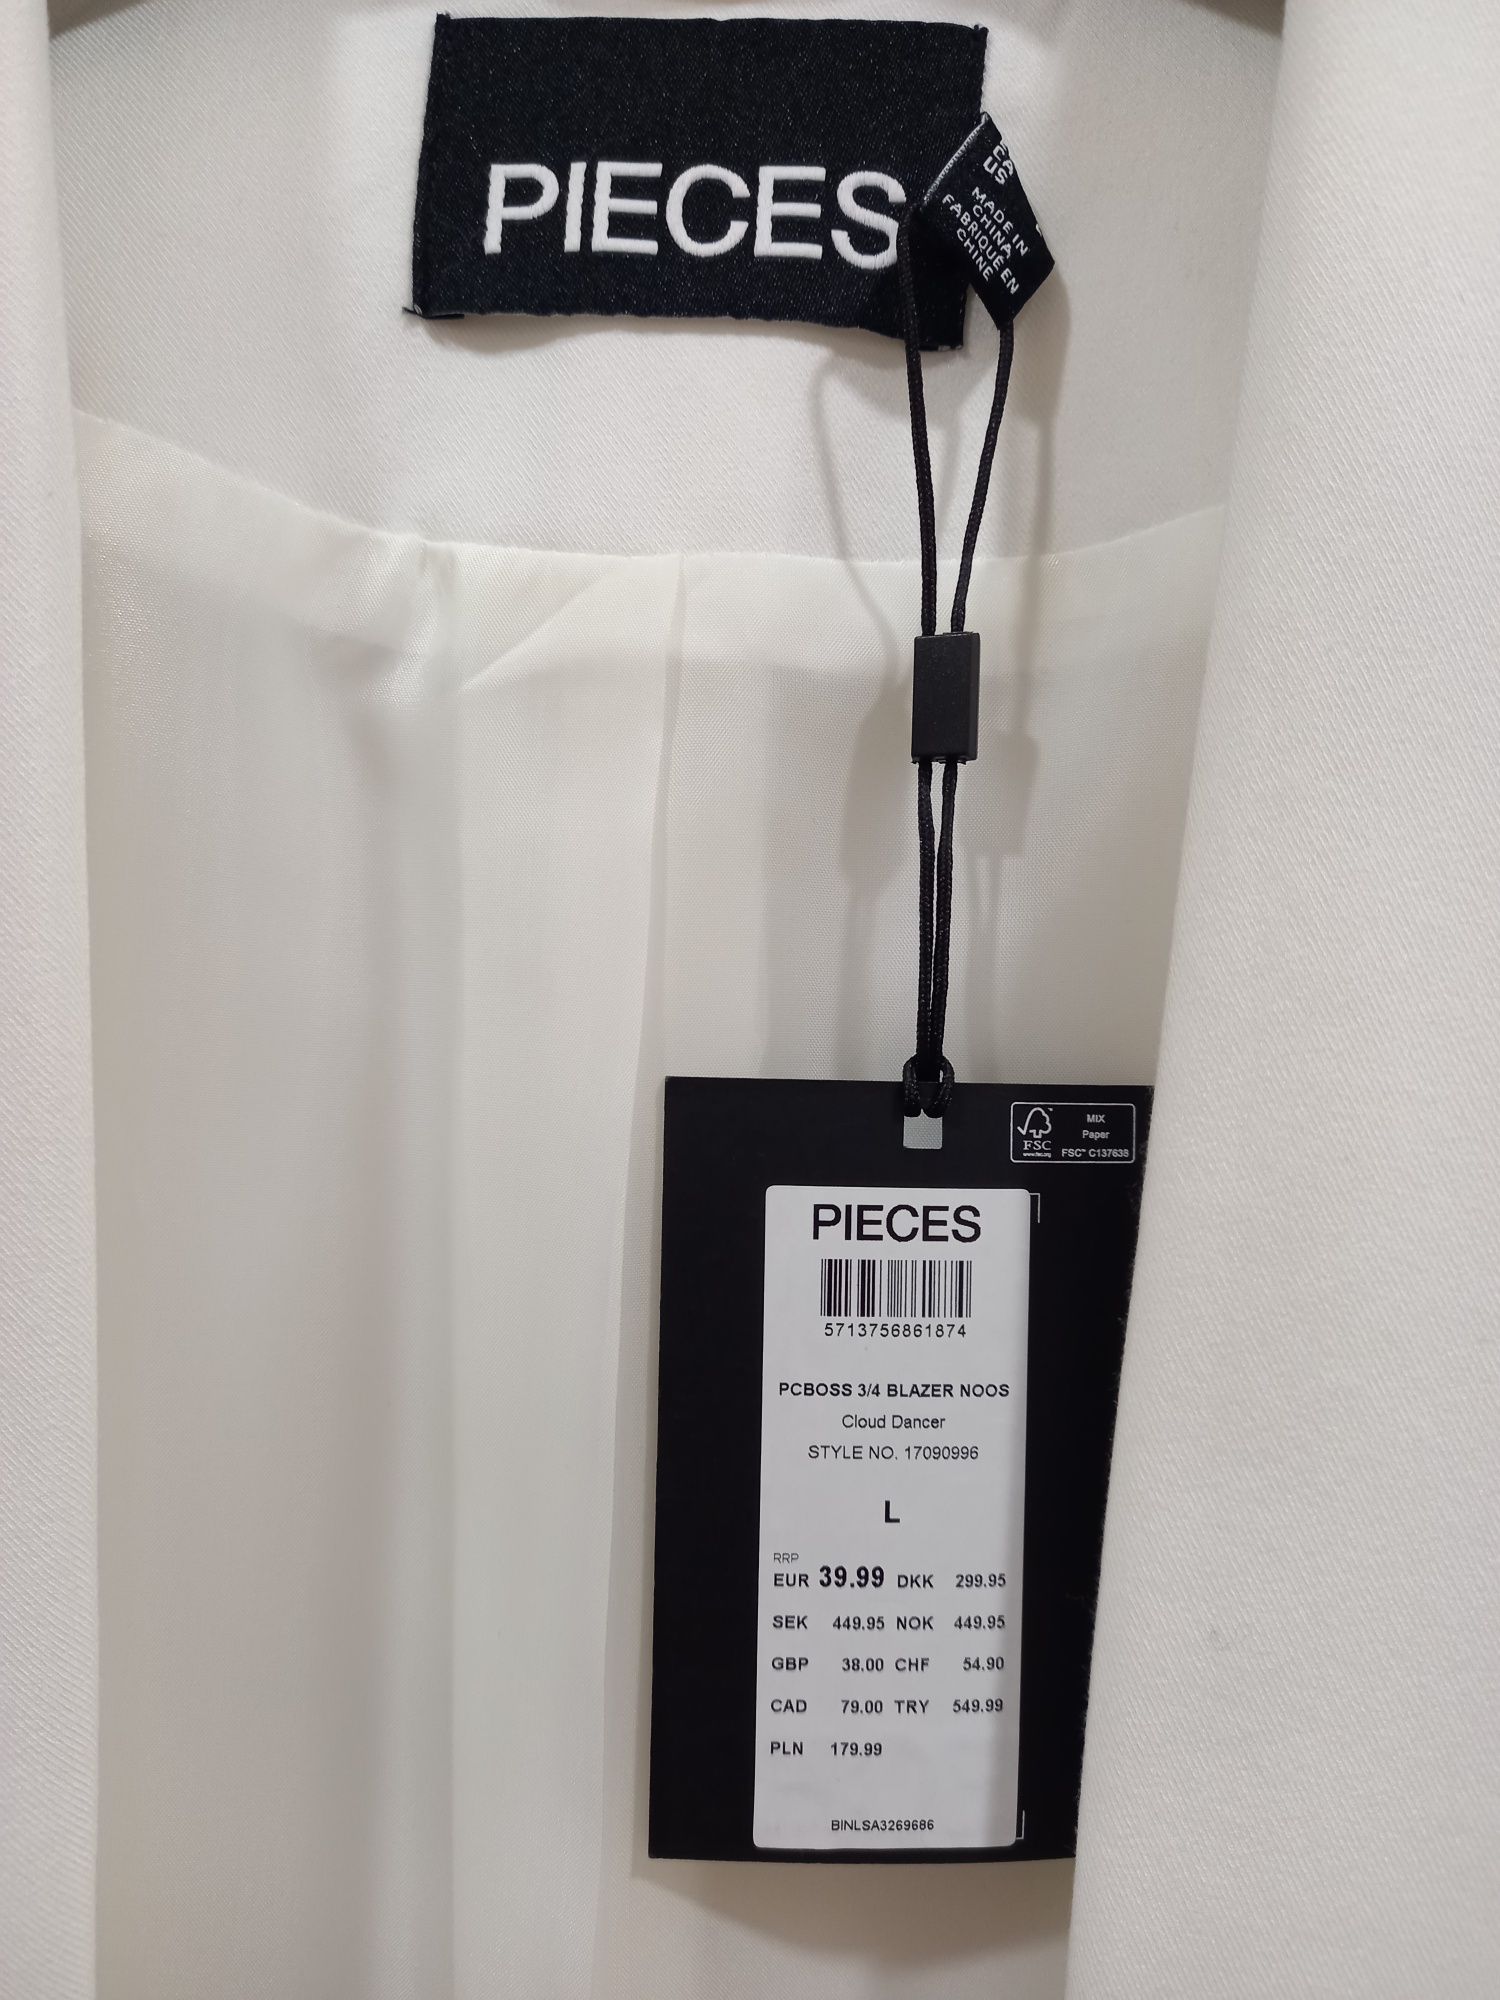 PIECES
CA
US
MADE IN
CHINA
FABRIQUÉ EN
CHINE
FSC
www.fsc.org
MIX
Paper
FSC™ C137638
PIECES
5713756861874
PCBOSS 3/4 BLAZER NOOS
Cloud Dancer
STYLE NO. 17090996
L
RRP
EUR 39.99 DKK 299.95
SEK 449.95 NOK 449.95
GBP 38.00 CHF 54.90
CAD 79.00 TRY 549.99
PLN 179.99
BINLSA3269686